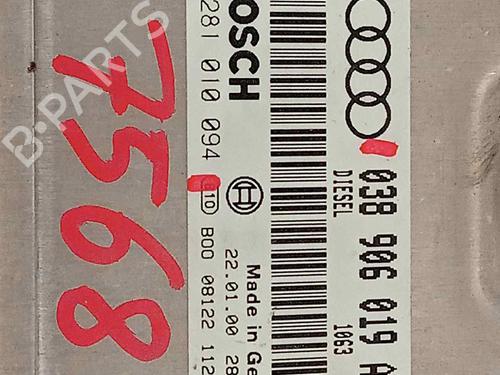 7568
BOSCH
281 010 094
B00 08122 112
22.01.00 28
Made in Ge
038 906 019 A
DIESEL
1063
B-PARTS